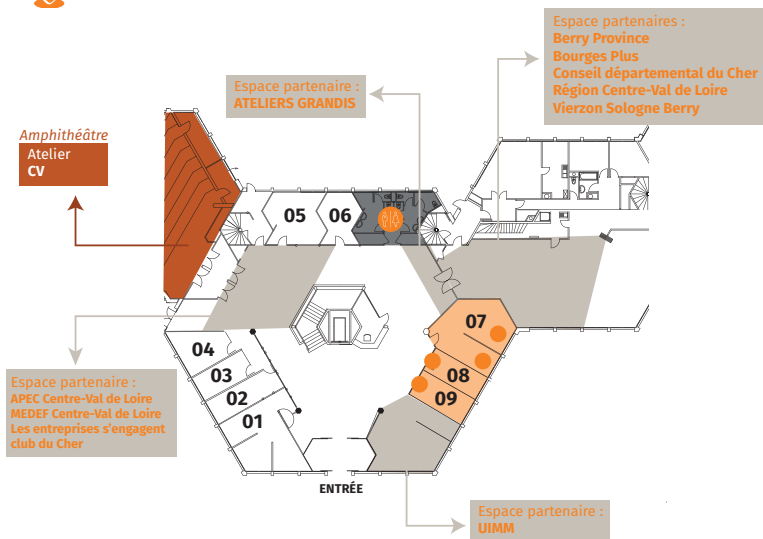 Espace partenaires :
Berry Province
Bourges Plus
Conseil départemental du Cher
Région Centre-Val de Loire
Vierzon Sologne Berry
Espace partenaire :
ATELIERS GRANDIS
Amphithéâtre
Atelier
CV
05
06
07
04
03
02
01
08
09
Espace partenaire :
APEC Centre-Val de Loire
MEDEF Centre-Val de Loire
Les entreprises s'engagent
club du Cher
ENTRÉE
Espace partenaire :
UIMM